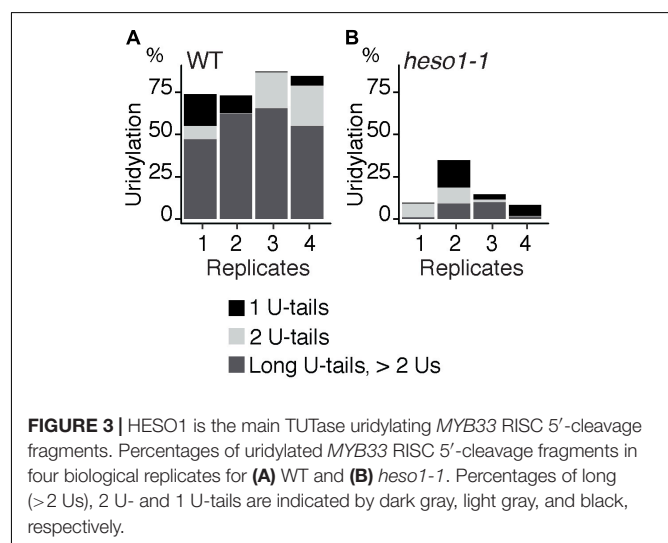 A
B
%
WT
%
heso1-1
75
50
25
0
Uridylation
75
50
25
0
Uridylation
1 2 3 4
1 2 3 4
Replicates
Replicates
1 U-tails
2 U-tails
Long U-tails, > 2 Us
FIGURE 3 | HESO1 is the main TUTase uridylating MYB33 RISC 5′-cleavage
fragments. Percentages of uridylated MYB33 RISC 5′-cleavage fragments in
four biological replicates for (A) WT and (B) heso1-1. Percentages of long
(>2 Us), 2 U- and 1 U-tails are indicated by dark gray, light gray, and black,
respectively.